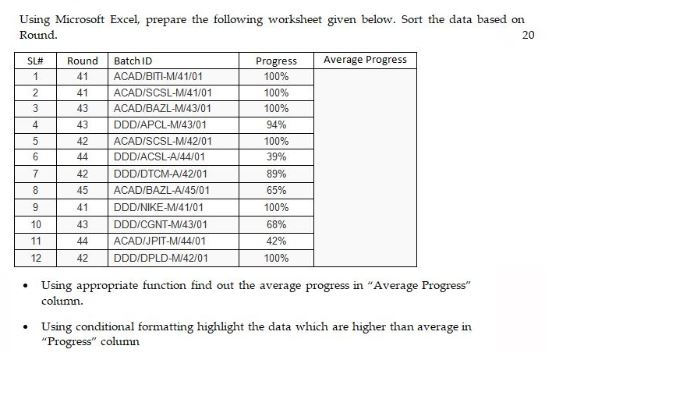 Using Microsoft Excel, prepare the following worksheet given below. Sort the data based on
Round. 20
SL# Round Batch ID Progress Average Progress
1 41 ACAD/BITI-M/41/01 100%
2 41 ACAD/SCSL-M/41/01 100%
3 43 ACAD/BAZL-M/43/01 100%
4 43 DDD/APCL-M/43/01 94%
5 42 ACAD/SCSL-M/42/01 100%
6 44 DDD/ACSL-A/44/01 39%
7 42 DDD/DTCM-A/42/01 89%
8 45 ACAD/BAZL-A/45/01 65%
9 41 DDD/NIKE-M/41/01 100%
10 43 DDD/CGNT-M/43/01 68%
11 44 ACAD/JPIT-M/44/01 42%
12 42 DDD/DPLD-M/42/01 100%
• Using appropriate function find out the average progress in “Average Progress”
column.
• Using conditional formatting highlight the data which are higher than average in
“Progress” column